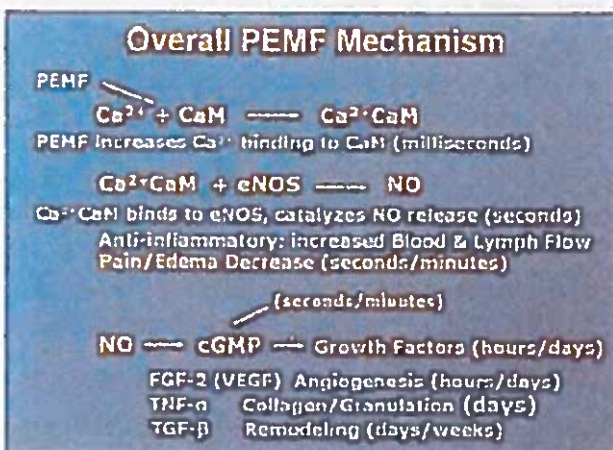 Overall PEMF Mechanism
PEMF
Ca²⁺ + CaM —— Ca²⁺CaM
PEMF increases Ca²⁺ binding to CaM (milliseconds)
Ca²⁺CaM + eNOS —— NO
Ca²⁺CaM binds to eNOS, catalyzes NO release (seconds)
Anti-inflammatory: increased Blood & Lymph Flow
Pain/Edema Decrease (seconds/minutes)
(seconds/minutes)
NO → cGMP → Growth Factors (hours/days)
FGF-2 (VEGF) Angiogenesis (hours/days)
TNF-α Collagen/Granulation (days)
TGF-β Remodeling (days/weeks)